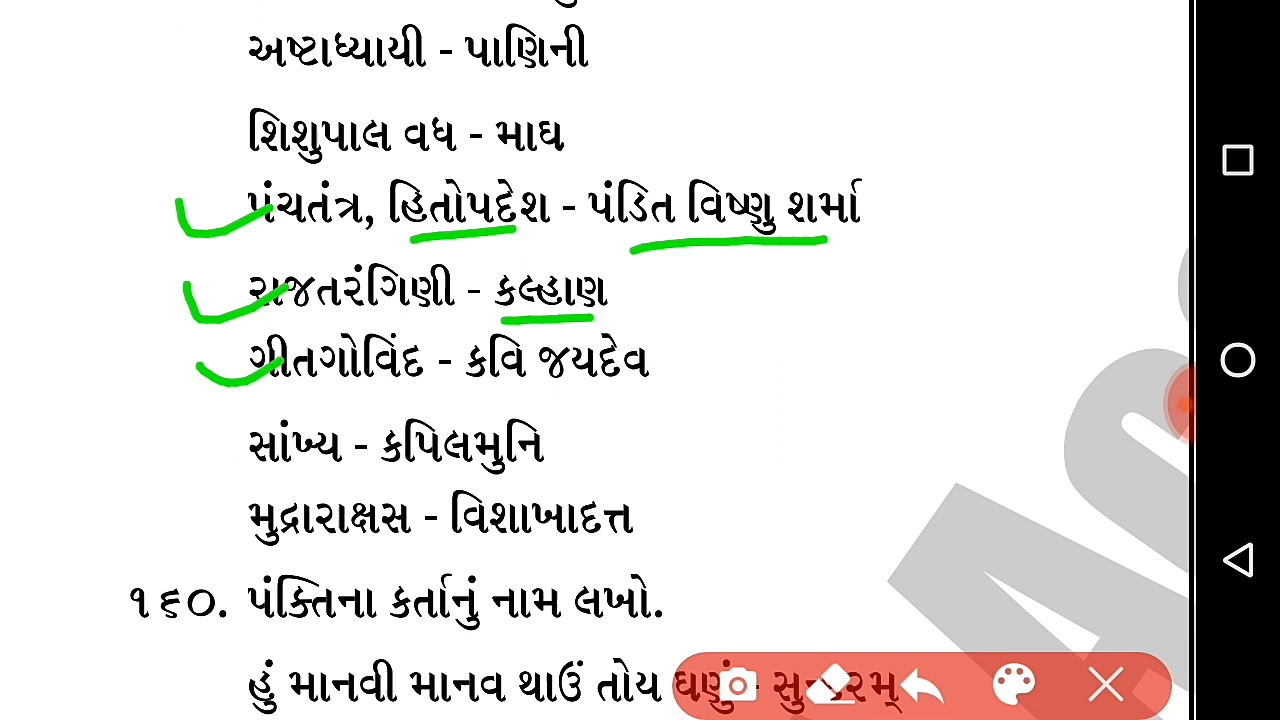 અષ્ટાધ્યાયી - પાણિની
શિશુપાલ વધ - માઘ
પંચતંત્ર, હિતોપદેશ - પંડિત વિષ્ણુ શર્મા
રાજતરંગિણી - કલ્હાણ
ગીતગોવિંદ - કવિ જયદેવ
સાંખ્ય - કપિલમુનિ
મુદ્રારાક્ષસ - વિશાખાદત્ત
૧૬૦. પંક્તિના કર્તાનું નામ લખો.
હું માનવી માનવ થાઉં તોય ઘણું - સુન્દરમ્